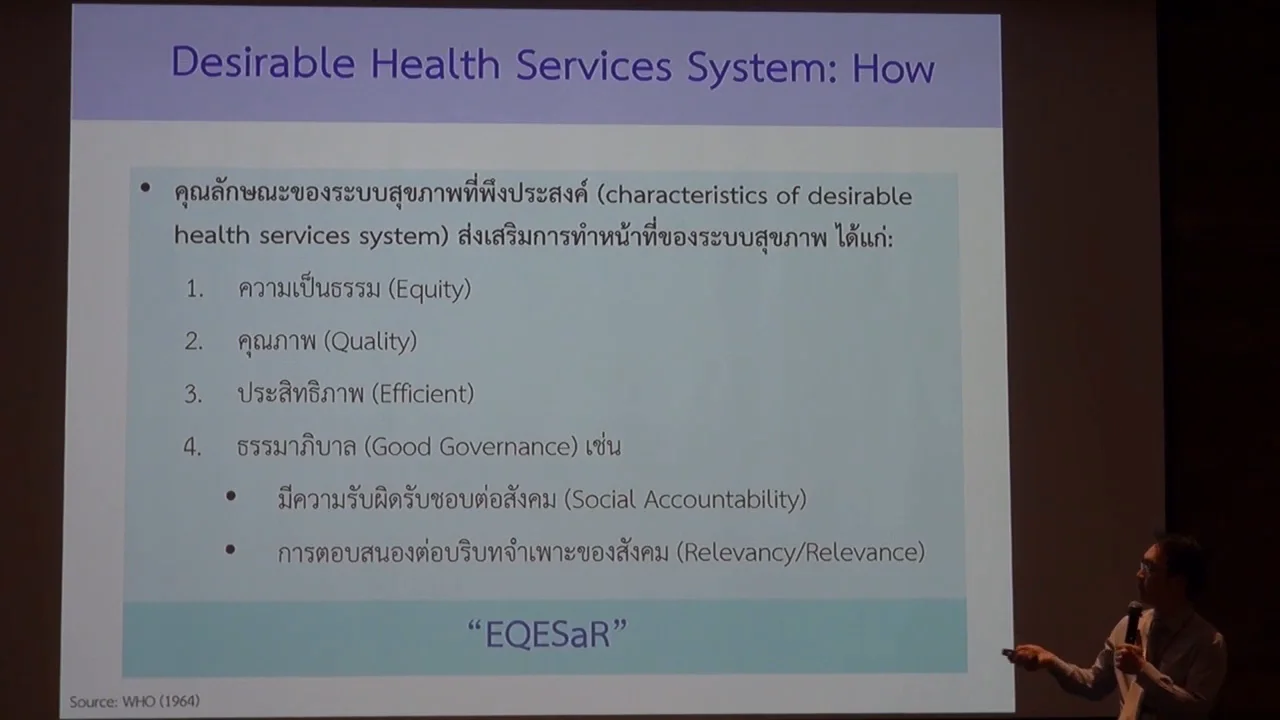 Desirable Health Services System: How
• คุณลักษณะของระบบสุขภาพที่พึงประสงค์ (characteristics of desirable
health services system) ส่งเสริมการทำหน้าที่ของระบบสุขภาพ ได้แก่:
1. ความเป็นธรรม (Equity)
2. คุณภาพ (Quality)
3. ประสิทธิภาพ (Efficient)
4. ธรรมาภิบาล (Good Governance) เช่น
• มีความรับผิดรับชอบต่อสังคม (Social Accountability)
• การตอบสนองต่อบริบทจำเพาะของสังคม (Relevancy/Relevance)
“EQESaR”
Source: WHO (1964)